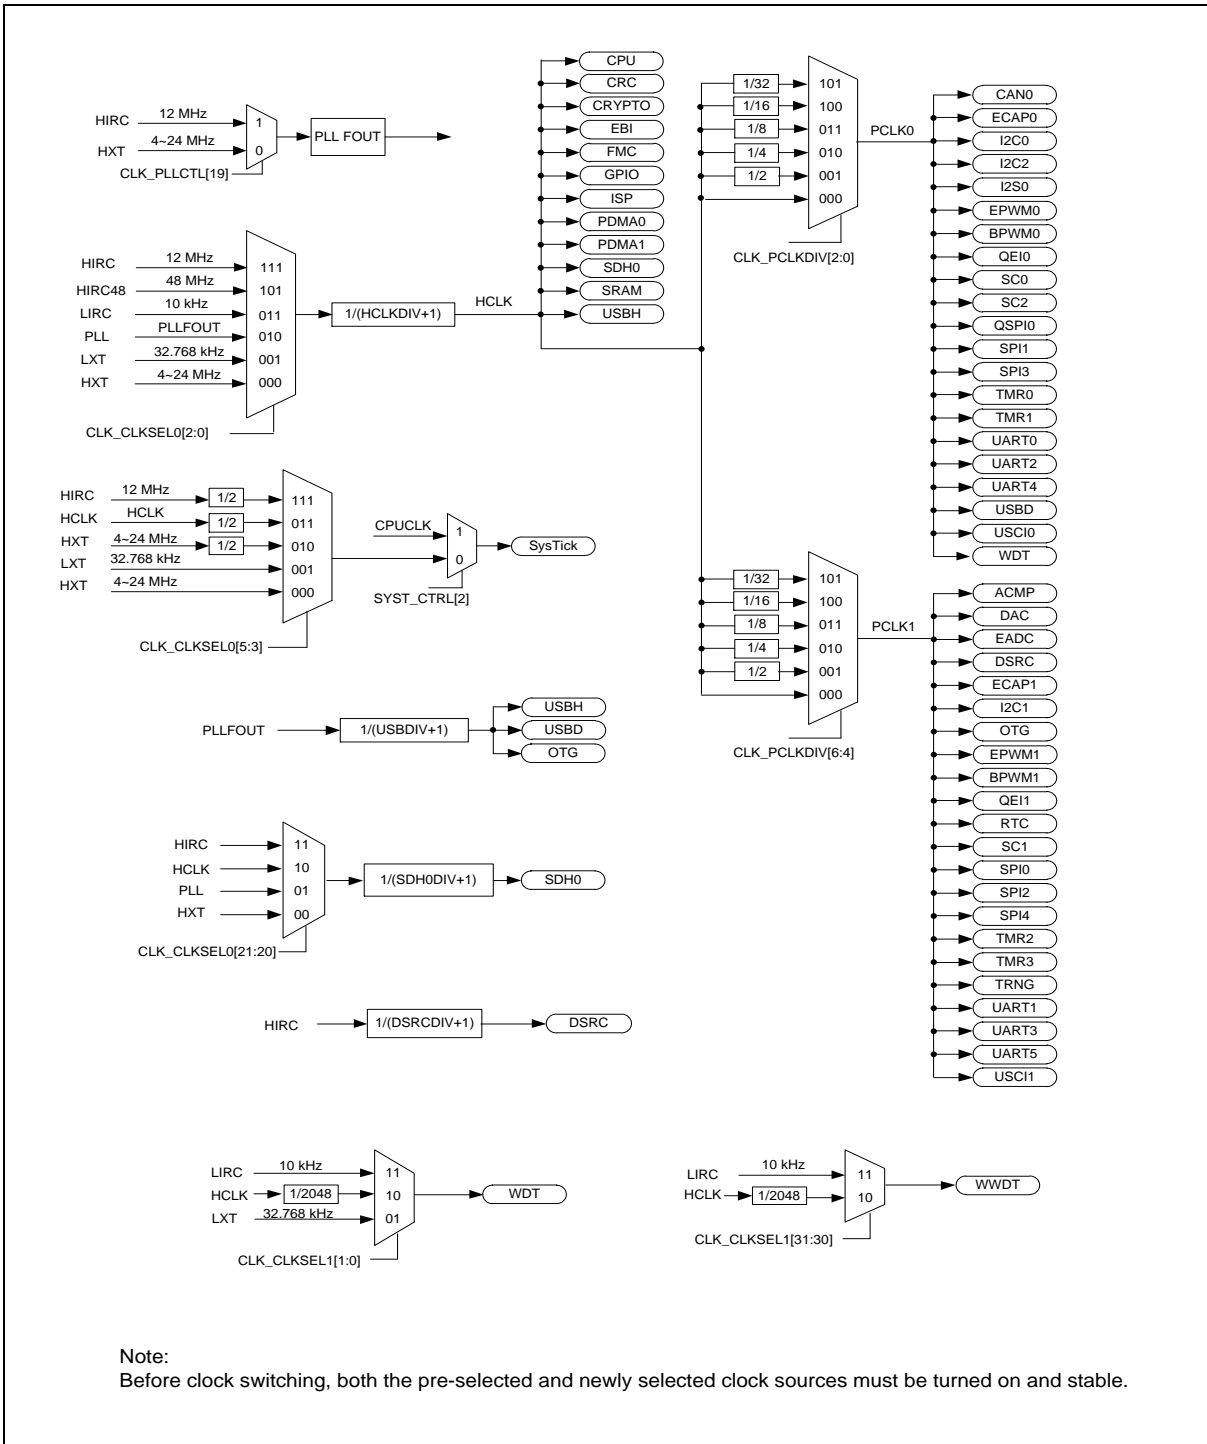 HIRC
12 MHz
HXT
4~24 MHz
1
0
PLL FOUT
CLK_PLLCTL[19]
HIRC
12 MHz
111
HIRC48
48 MHz
101
LIRC
10 kHz
011
PLL
PLLFOUT
010
LXT
32.768 kHz
001
HXT
4~24 MHz
000
CLK_CLKSEL0[2:0]
1/(HCLKDIV+1)
HCLK
CPU
CRC
CRYPTO
EBI
FMC
GPIO
ISP
PDMA0
PDMA1
SDH0
SRAM
USBH
1/32
101
1/16
100
1/8
011
1/4
010
1/2
001
000
CLK_PCLKDIV[2:0]
PCLK0
CAN0
ECAP0
I2C0
I2C2
I2S0
EPWM0
BPWM0
QEI0
SC0
SC2
QSPI0
SPI1
SPI3
TMR0
TMR1
UART0
UART2
UART4
USBD
USCI0
WDT
HIRC
12 MHz
1/2
111
HCLK
HCLK
1/2
011
HXT
4~24 MHz
1/2
010
LXT
32.768 kHz
001
HXT
4~24 MHz
000
CLK_CLKSEL0[5:3]
CPUCLK
1
0
SYST_CTRL[2]
SysTick
1/32
101
1/16
100
1/8
011
1/4
010
1/2
001
000
CLK_PCLKDIV[6:4]
PCLK1
ACMP
DAC
EADC
DSRC
ECAP1
I2C1
OTG
EPWM1
BPWM1
QEI1
RTC
SC1
SPI0
SPI2
SPI4
TMR2
TMR3
TRNG
UART1
UART3
UART5
USCI1
PLLFOUT
1/(USBDIV+1)
USBH
USBD
OTG
HIRC
11
HCLK
10
PLL
01
HXT
00
CLK_CLKSEL0[21:20]
1/(SDH0DIV+1)
SDH0
HIRC
1/(DSRCDIV+1)
DSRC
LIRC
10 kHz
11
HCLK
1/2048
10
LXT
32.768 kHz
01
CLK_CLKSEL1[1:0]
WDT
LIRC
10 kHz
11
HCLK
1/2048
10
CLK_CLKSEL1[31:30]
WWDT
Note:
Before clock switching, both the pre-selected and newly selected clock sources must be turned on and stable.